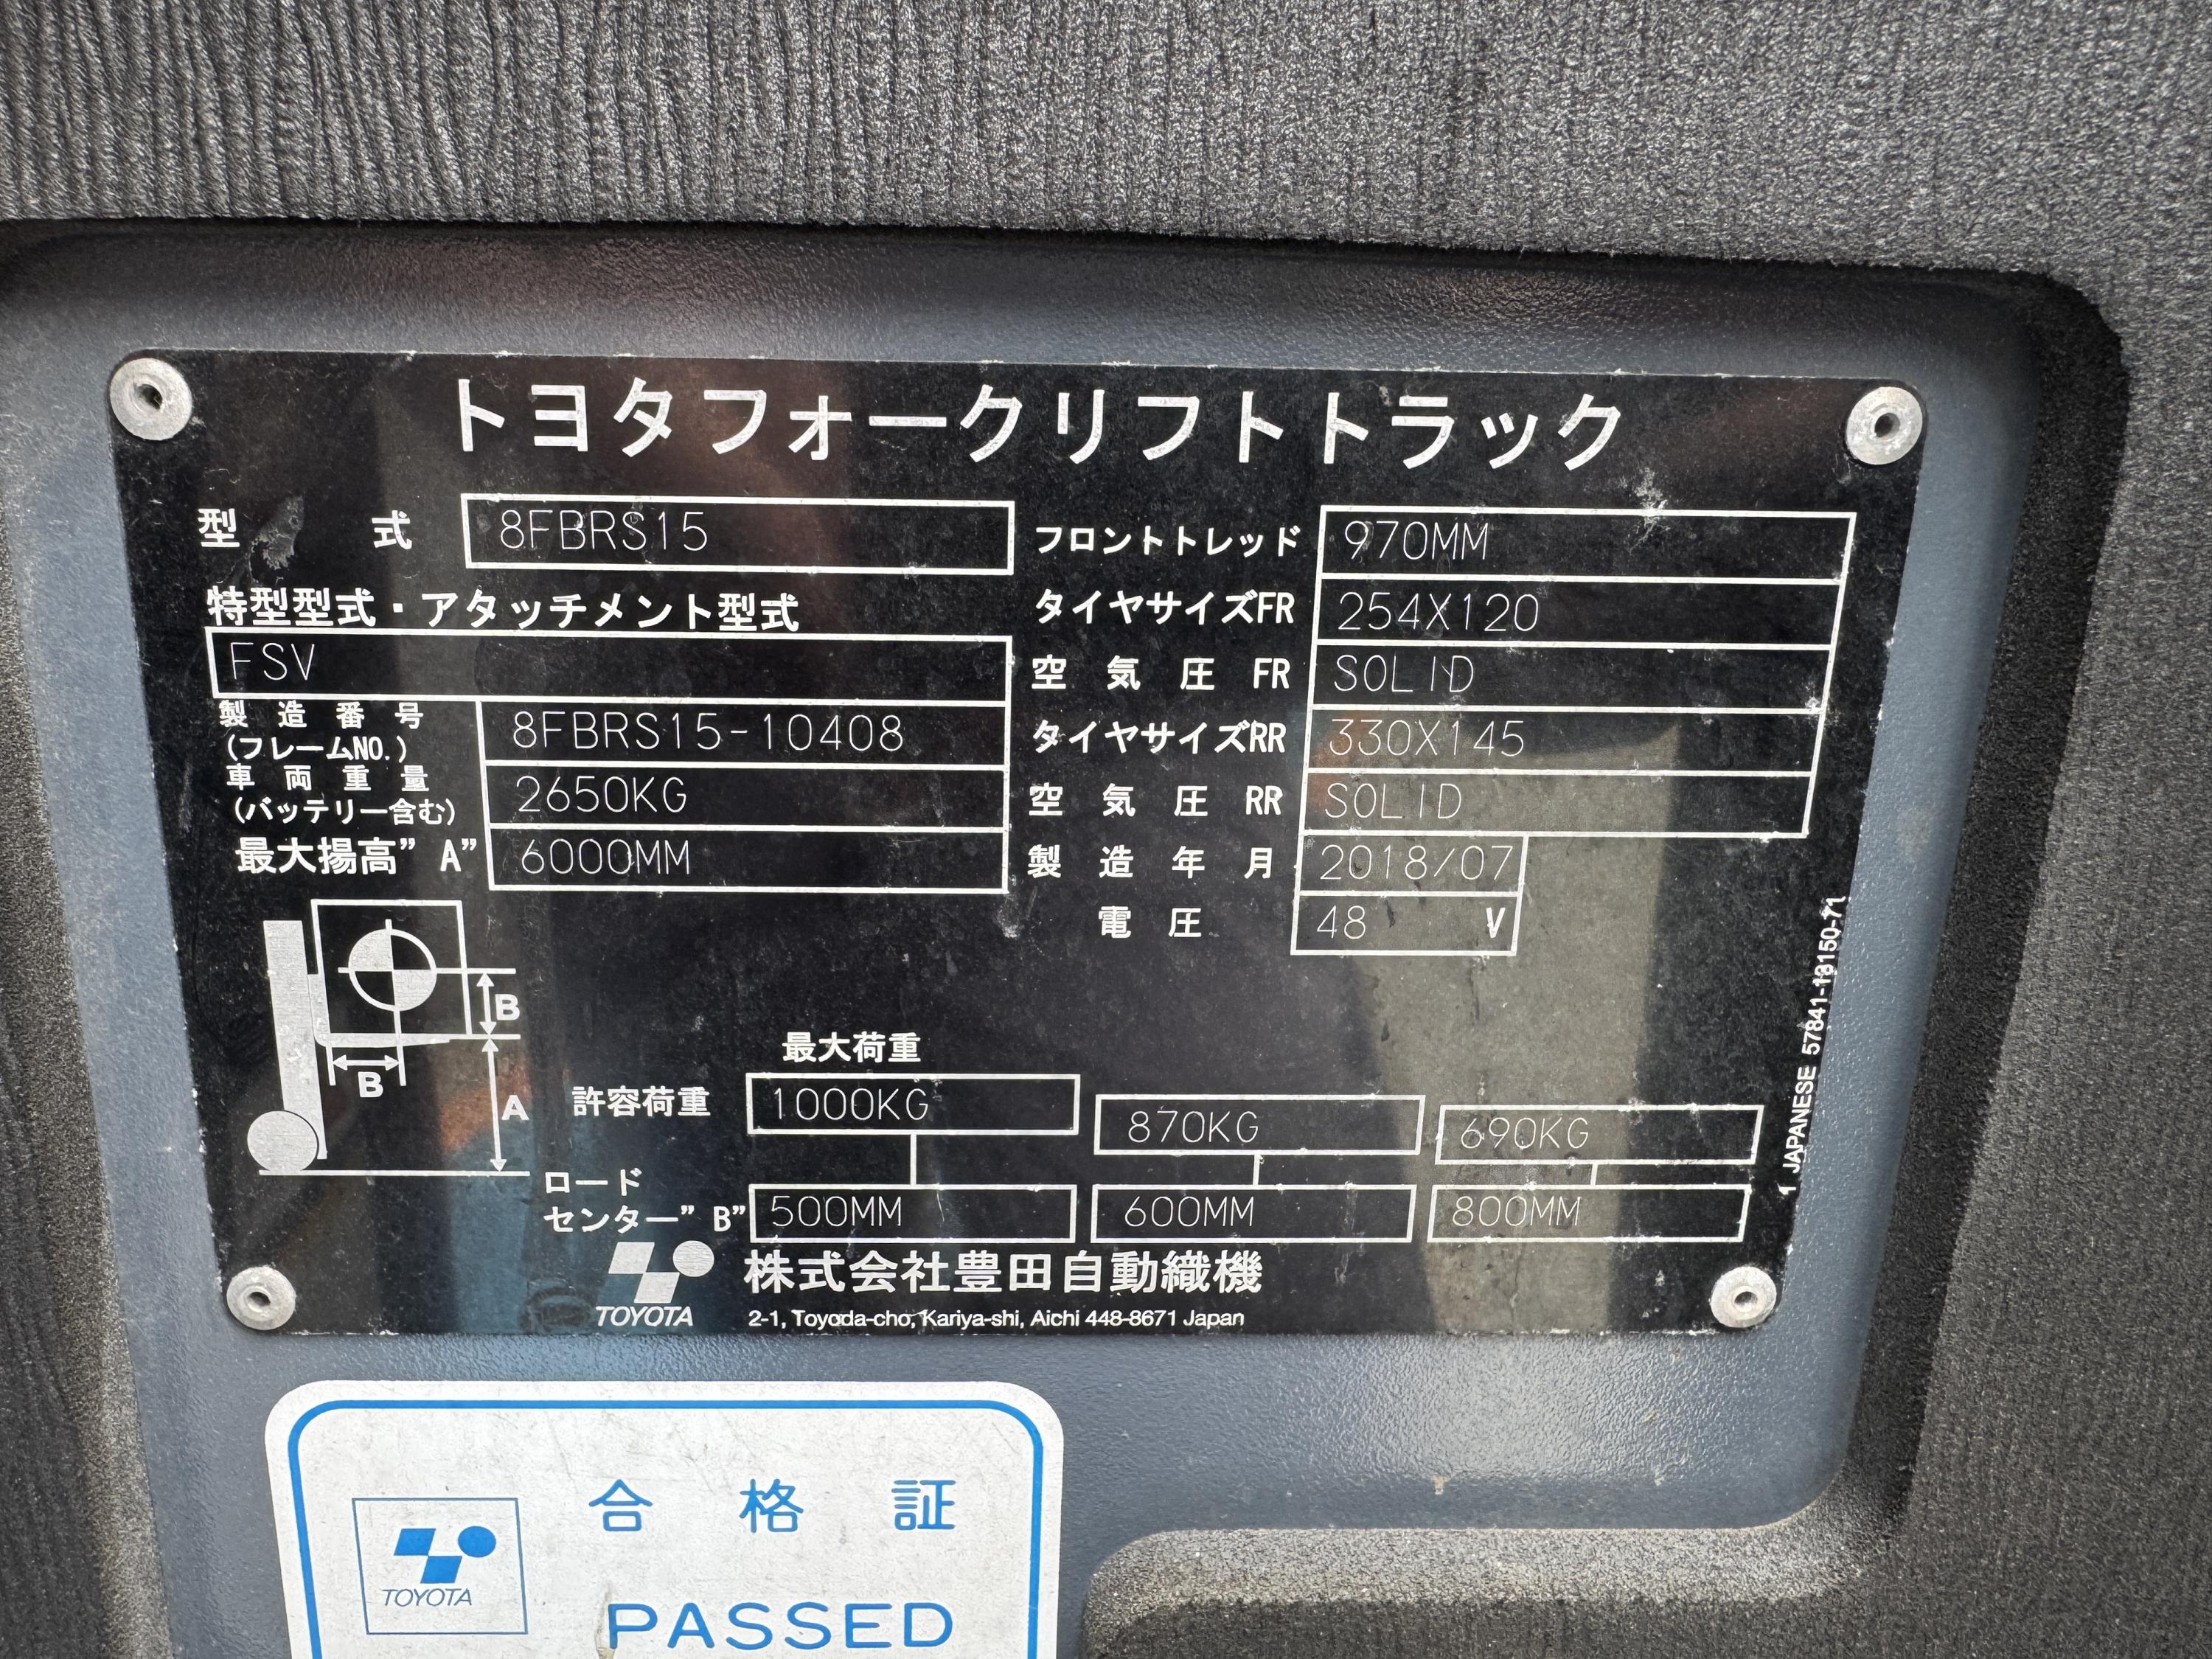 トヨタフォークリフトトラック
型 式 8FBRS15
特型型式・アタッチメント型式
FSV
製造番号
(フレームNO.)
8FBRS15-10408
車両重量
(バッテリー含む)
2650KG
最大揚高"A" 6000MM
フロントトレッド 970MM
タイヤサイズFR 254X120
空気圧 FR SOLID
タイヤサイズRR 330X145
空気圧 RR SOLID
製造年月 2018/07
電圧 48 V
B
B
A
最大荷重
許容荷重 1000KG 870KG 690KG
ロード
センター"B" 500MM 600MM 800MM
TOYOTA
株式会社豊田自動織機
2-1, Toyoda-cho, Kariya-shi, Aichi 448-8671 Japan
1 JAPANESE 57841-13150-71
合格証
TOYOTA
PASSED